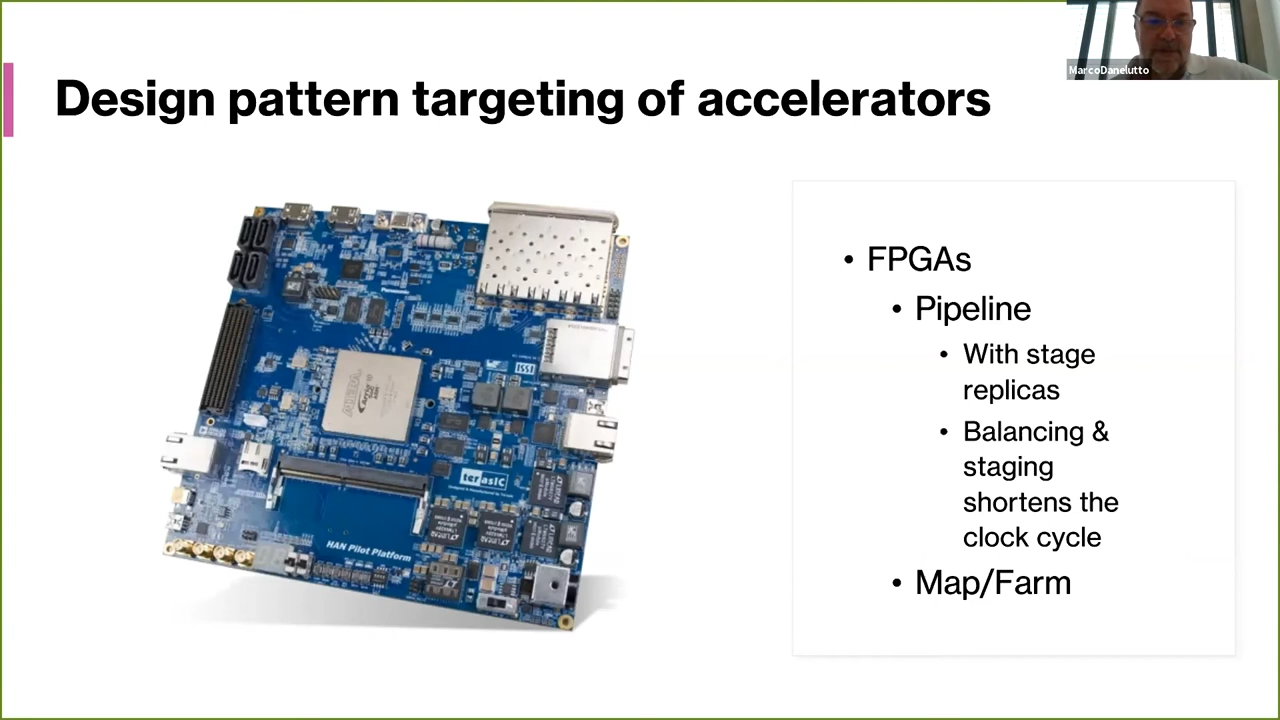 MarcoDanelutto
Design pattern targeting of accelerators
• FPGAs
• Pipeline
• With stage
replicas
• Balancing &
staging
shortens the
clock cycle
• Map/Farm
ISSI
terasIC
HAN Pilot Platform